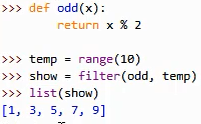 >>> def odd(x):
        return x % 2

>>> temp = range(10)
>>> show = filter(odd, temp)
>>> list(show)
[1, 3, 5, 7, 9]